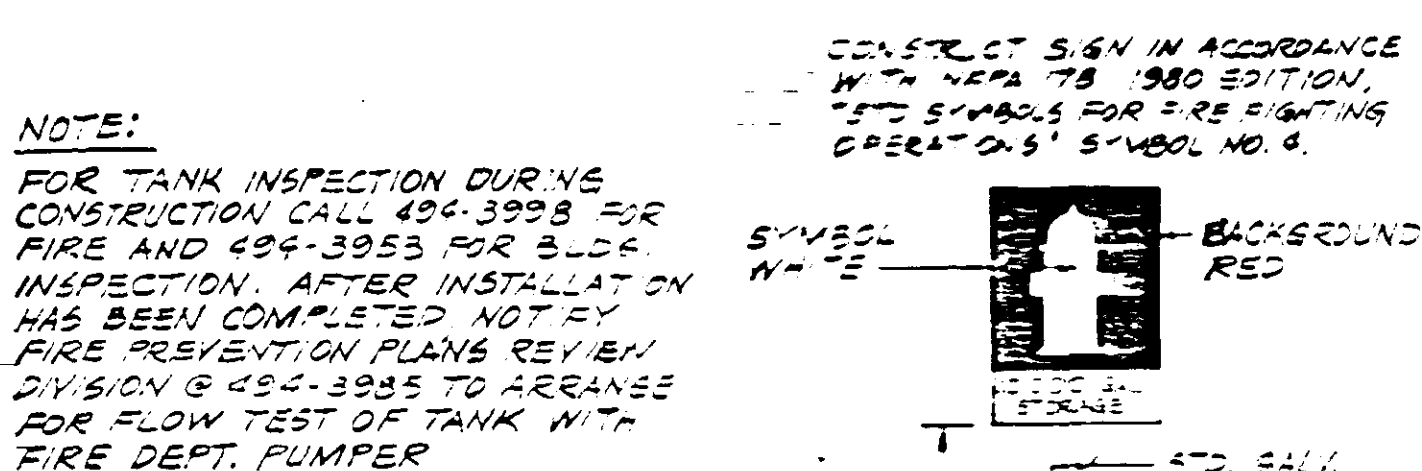 NOTE:
FOR TANK INSPECTION DURING
CONSTRUCTION CALL 494-3998 FOR
FIRE AND 494-3953 FOR BLDG.
INSPECTION. AFTER INSTALLATION
HAS BEEN COMPLETED NOTIFY
FIRE PREVENTION PLANS REVIEW
DIVISION @ 494-3985 TO ARRANGE
FOR FLOW TEST OF TANK WITH
FIRE DEPT. PUMPER
CONSTRUCT SIGN IN ACCORDANCE
WITH NFPA 178 1980 EDITION,
"STD SYMBOLS FOR FIRE FIGHTING
OPERATIONS" SYMBOL NO. 4.
SYMBOL
WHITE
BACKGROUND
RED
STORAGE
STD. GALV.